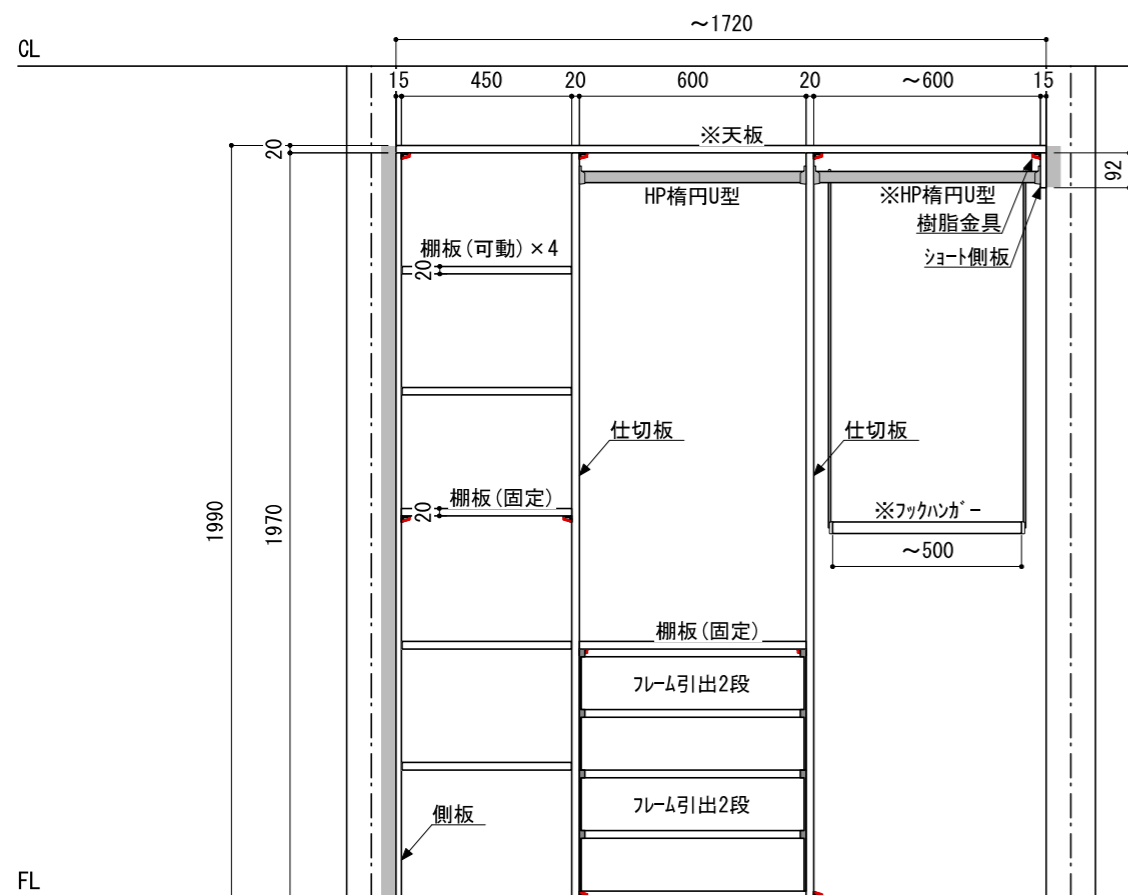 ~1720
CL
15 450 20 600 20 ~600 15
※天板
20
92
HP楕円U型
※HP楕円U型
樹脂金具
ｼｮｰﾄ側板
棚板(可動)×4
20
仕切板
仕切板
棚板(固定)
20
※ﾌｯｸﾊﾝｶﾞｰ
~500
1990
1970
棚板(固定)
ﾌﾚｰﾑ引出2段
ﾌﾚｰﾑ引出2段
側板
FL